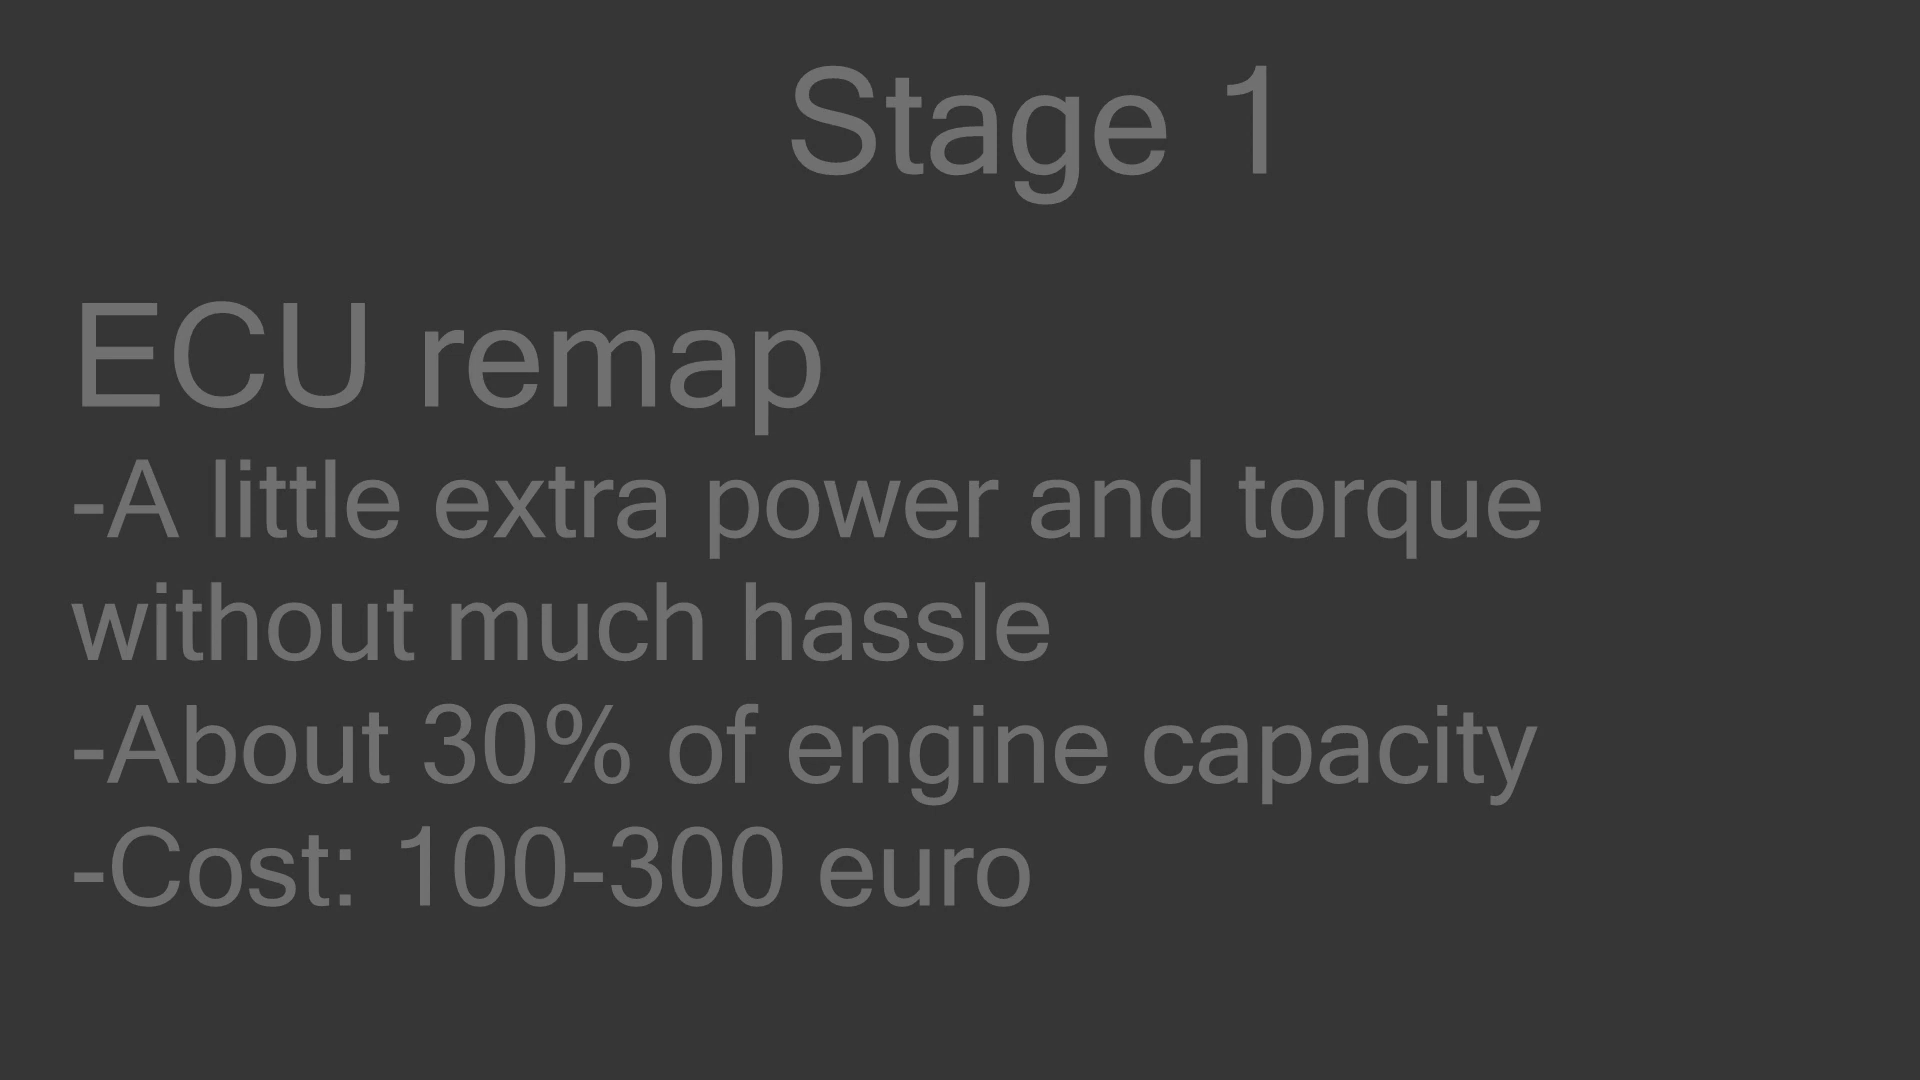 Stage 1
ECU remap
-A little extra power and torque
without much hassle
-About 30% of engine capacity
-Cost: 100-300 euro